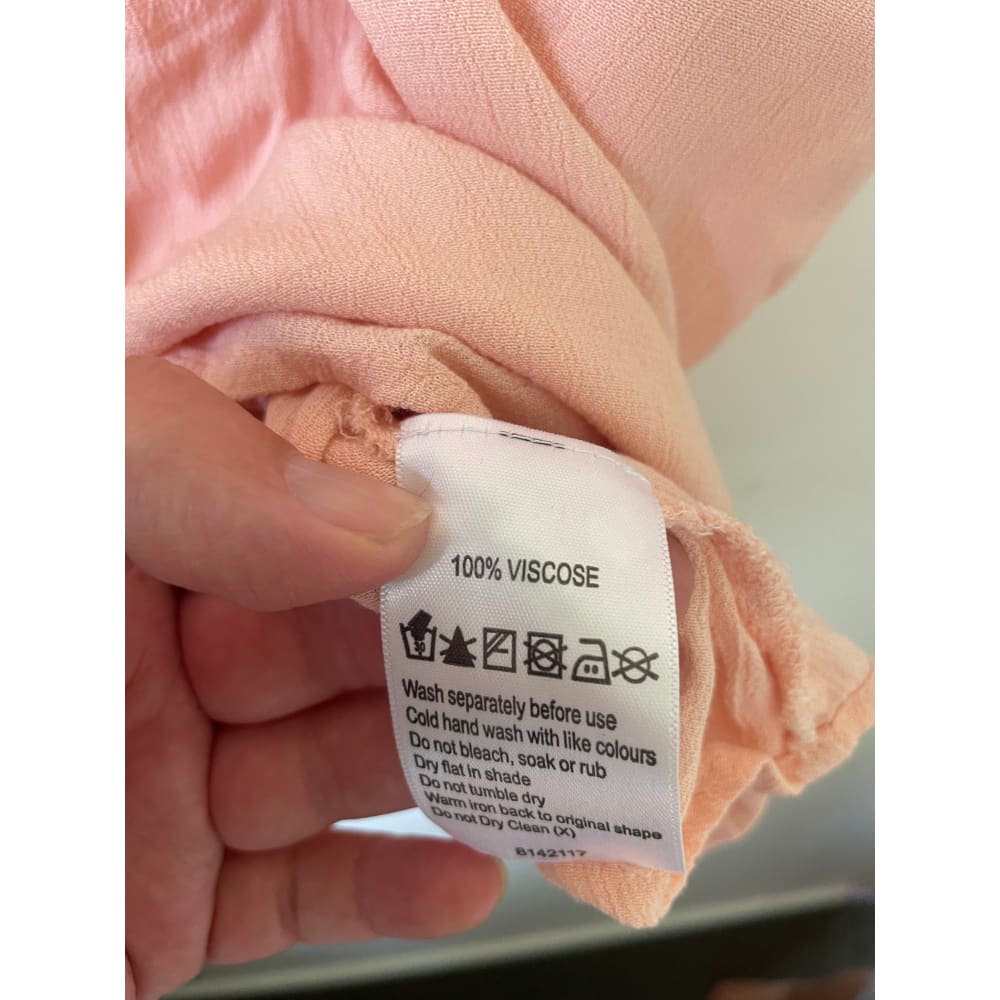 100% VISCOSE
Wash separately before use
Cold hand wash with like colours
Do not bleach, soak or rub
Dry flat in shade
Do not tumble dry
Warm iron back to original shape
Do not Dry Clean (X)
8142117